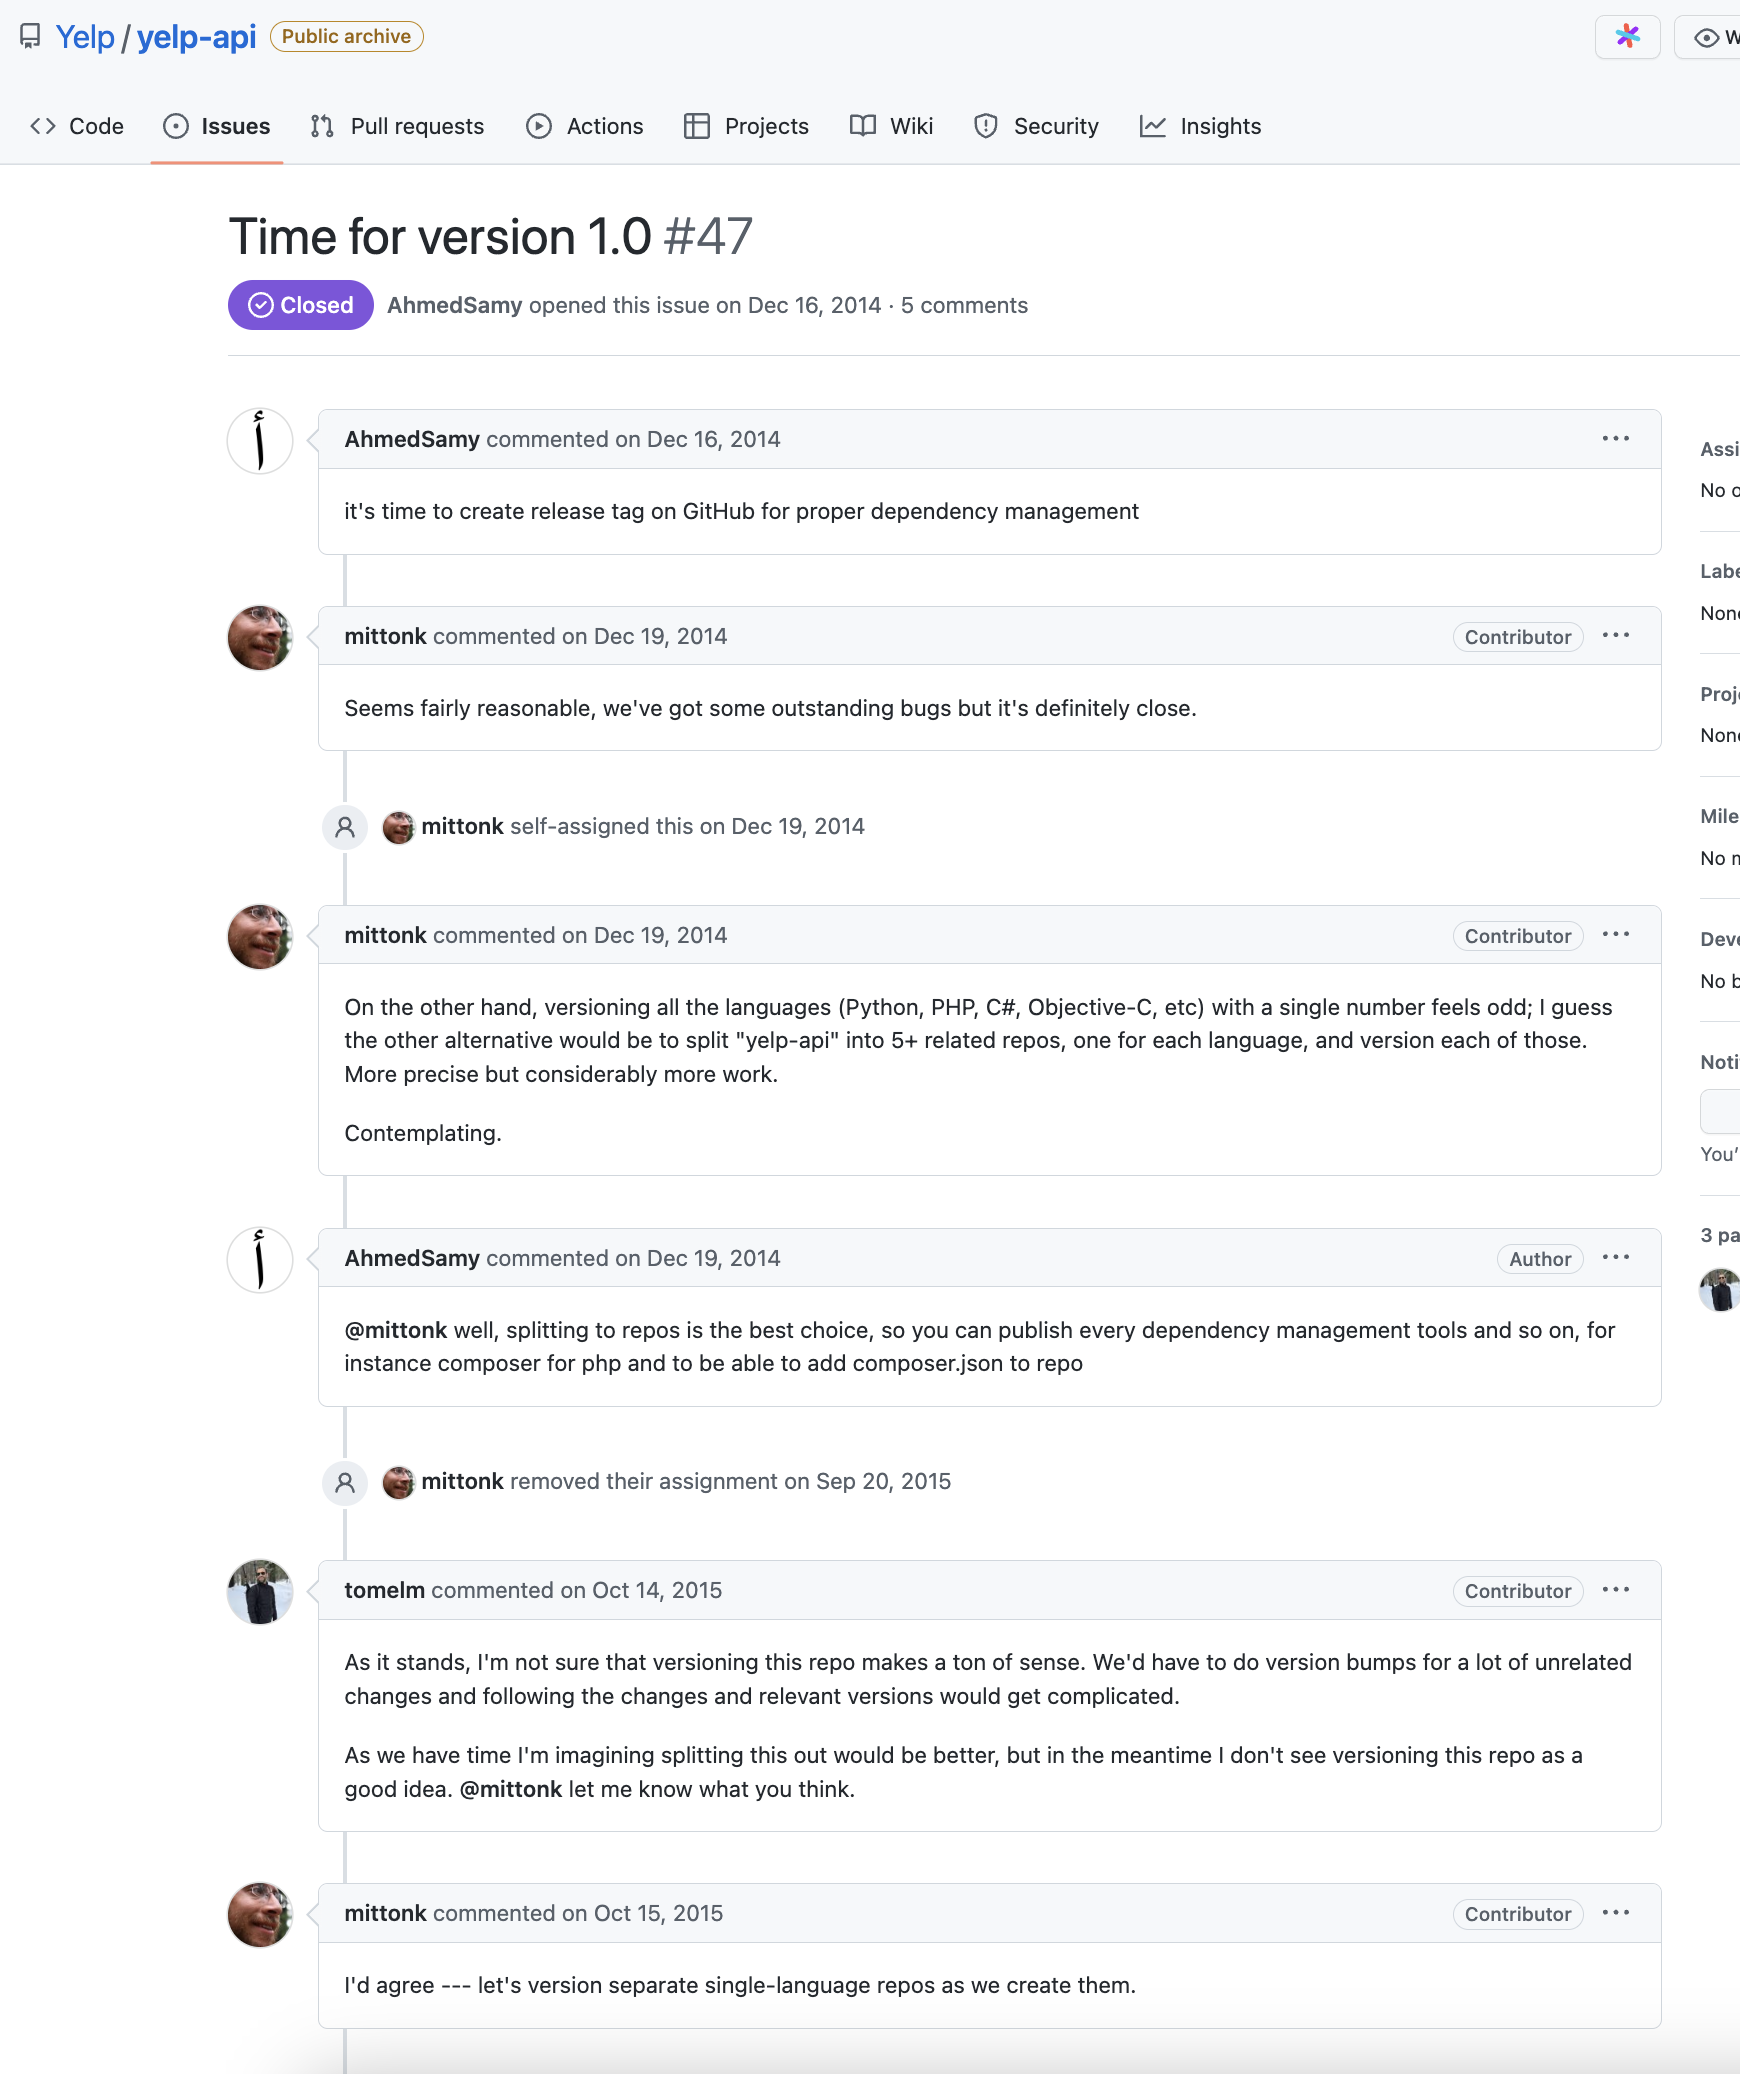 Yelp / yelp-api Public archive
Code Issues Pull requests Actions Projects Wiki Security Insights
Time for version 1.0 #47
Closed AhmedSamy opened this issue on Dec 16, 2014 · 5 comments
أ
AhmedSamy commented on Dec 16, 2014
it's time to create release tag on GitHub for proper dependency management
mittonk commented on Dec 19, 2014 Contributor
Seems fairly reasonable, we've got some outstanding bugs but it's definitely close.
mittonk self-assigned this on Dec 19, 2014
mittonk commented on Dec 19, 2014 Contributor
On the other hand, versioning all the languages (Python, PHP, C#, Objective-C, etc) with a single number feels odd; I guess
the other alternative would be to split "yelp-api" into 5+ related repos, one for each language, and version each of those.
More precise but considerably more work.
Contemplating.
أ
AhmedSamy commented on Dec 19, 2014 Author
@mittonk well, splitting to repos is the best choice, so you can publish every dependency management tools and so on, for
instance composer for php and to be able to add composer.json to repo
mittonk removed their assignment on Sep 20, 2015
tomelm commented on Oct 14, 2015 Contributor
As it stands, I'm not sure that versioning this repo makes a ton of sense. We'd have to do version bumps for a lot of unrelated
changes and following the changes and relevant versions would get complicated.
As we have time I'm imagining splitting this out would be better, but in the meantime I don't see versioning this repo as a
good idea. @mittonk let me know what you think.
mittonk commented on Oct 15, 2015 Contributor
I'd agree --- let's version separate single-language repos as we create them.
No
No
No
3